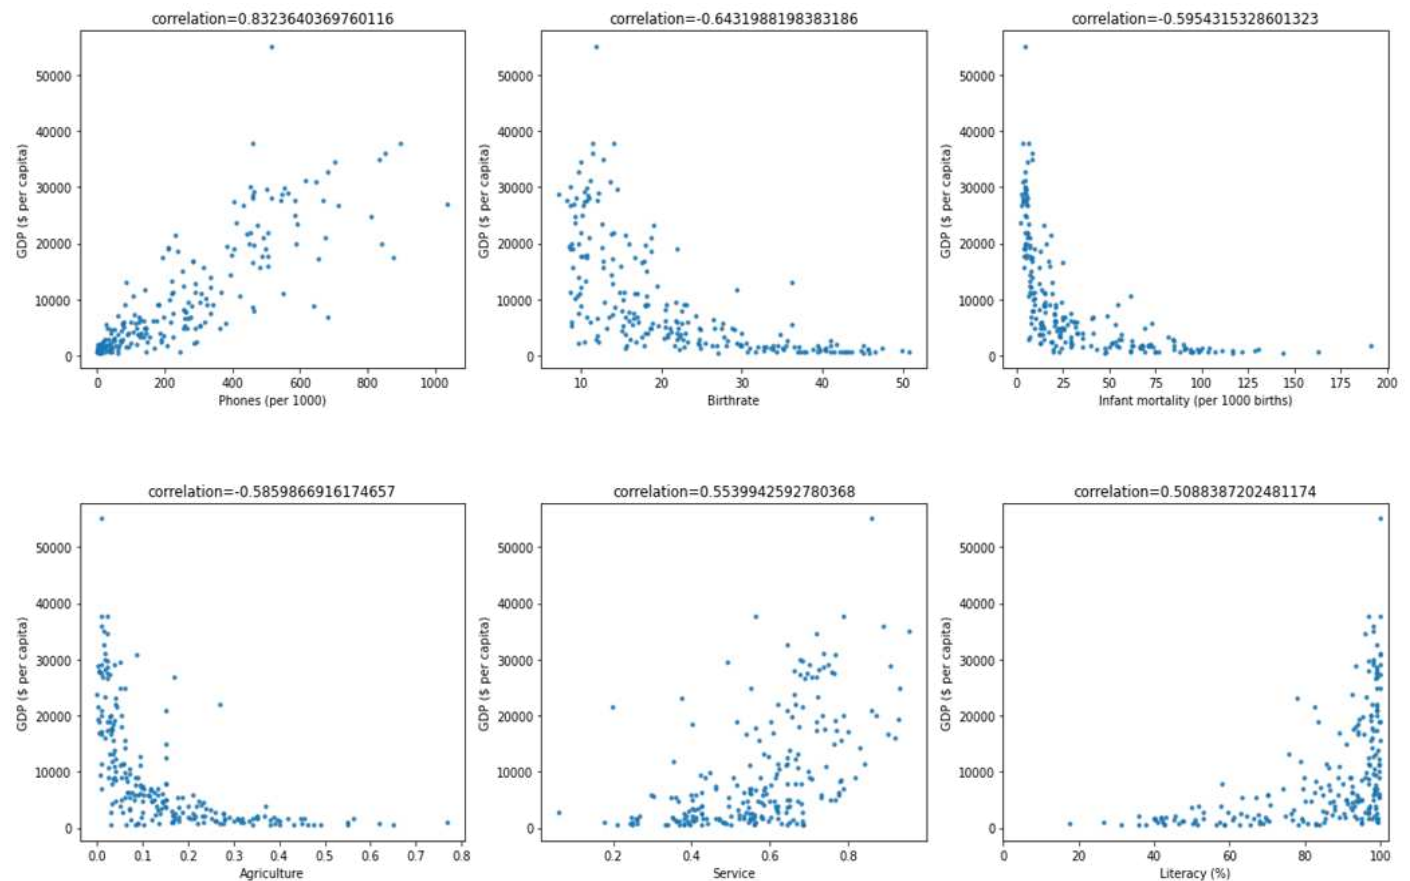 correlation=0.8323640369760116
GDP ($ per capita)
50000
40000
30000
20000
10000
0
0 200 400 600 800 1000
Phones (per 1000)
correlation=-0.6431988198383186
GDP ($ per capita)
50000
40000
30000
20000
10000
0
10 20 30 40 50
Birthrate
correlation=-0.5954315328601323
GDP ($ per capita)
50000
40000
30000
20000
10000
0
0 25 50 75 100 125 150 175 200
Infant mortality (per 1000 births)
correlation=-0.5859866916174657
GDP ($ per capita)
50000
40000
30000
20000
10000
0
0.0 0.1 0.2 0.3 0.4 0.5 0.6 0.7 0.8
Agriculture
correlation=0.5539942592780368
GDP ($ per capita)
50000
40000
30000
20000
10000
0
0.2 0.4 0.6 0.8
Service
correlation=0.5088387202481174
GDP ($ per capita)
50000
40000
30000
20000
10000
0
0 20 40 60 80 100
Literacy (%)